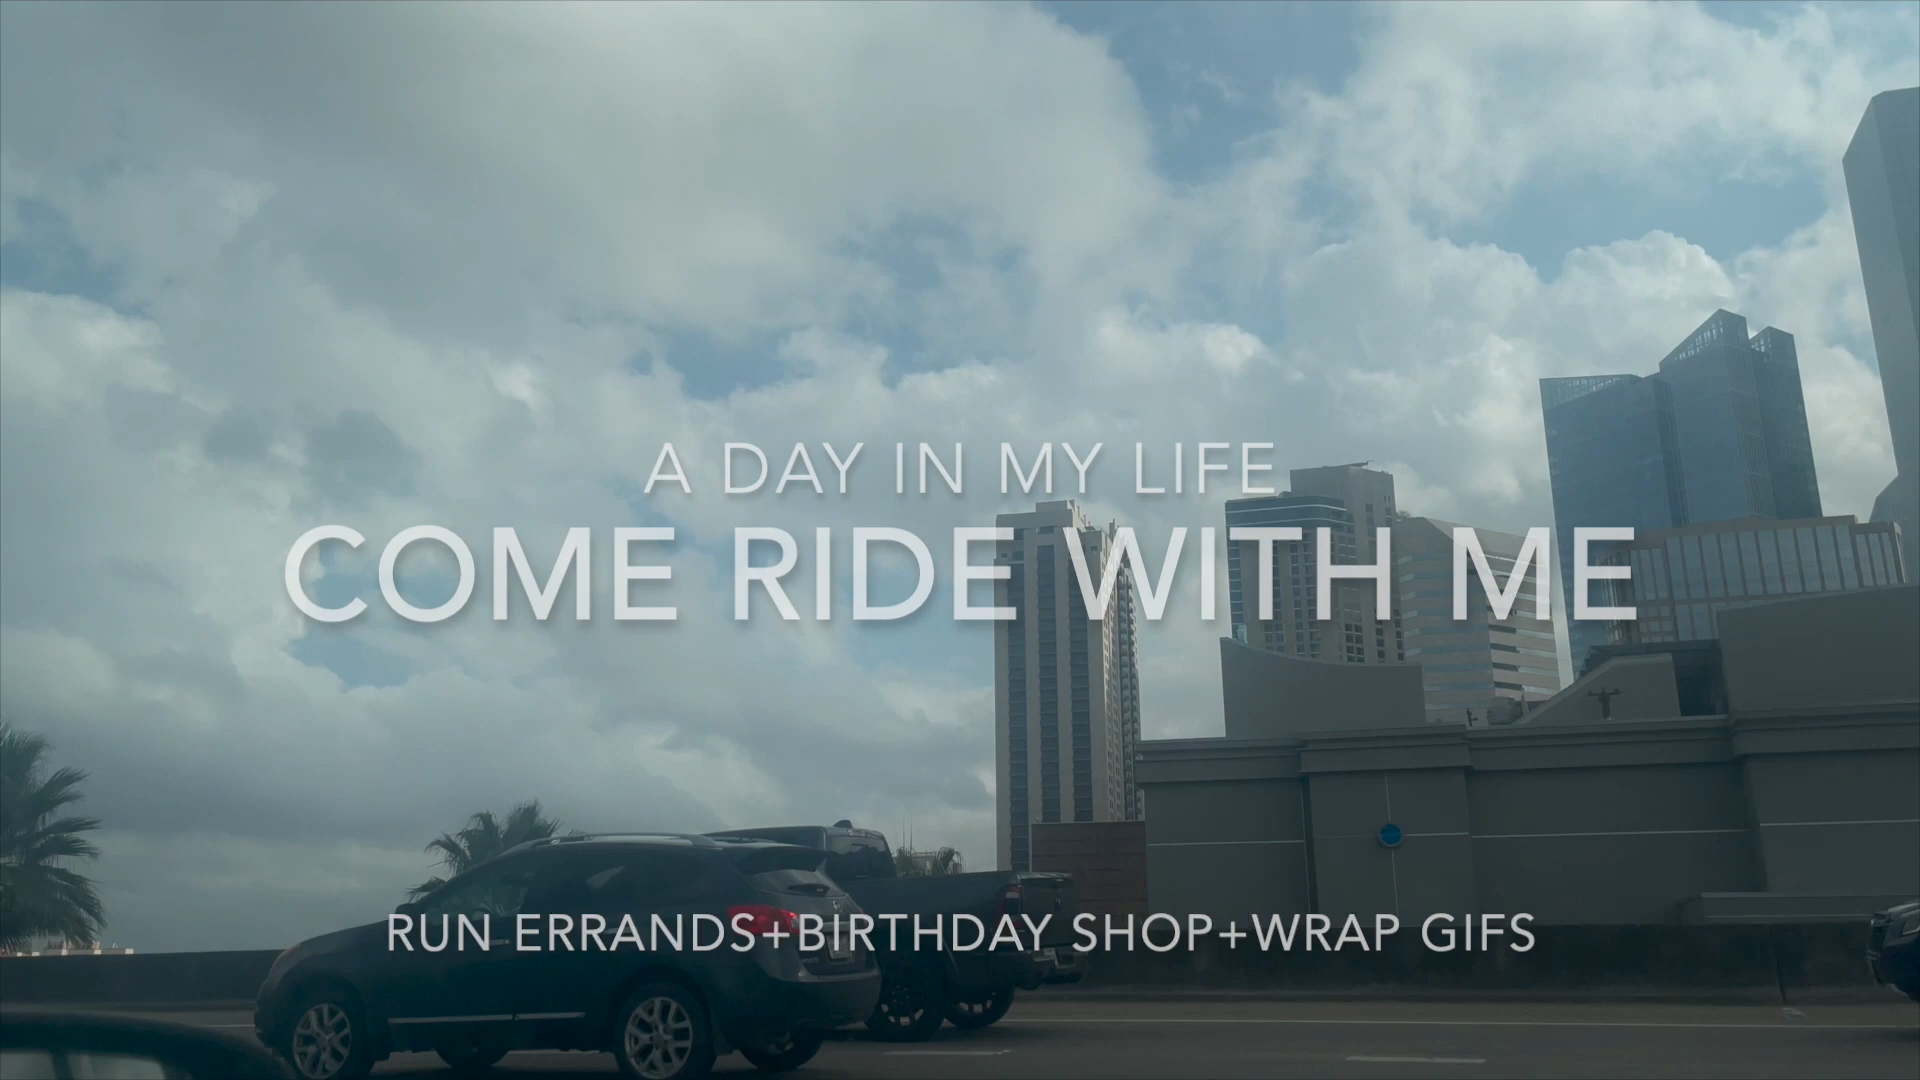 A DAY IN MY LIFE
COME RIDE WITH ME
RUN ERRANDS+BIRTHDAY SHOP+WRAP GIFS